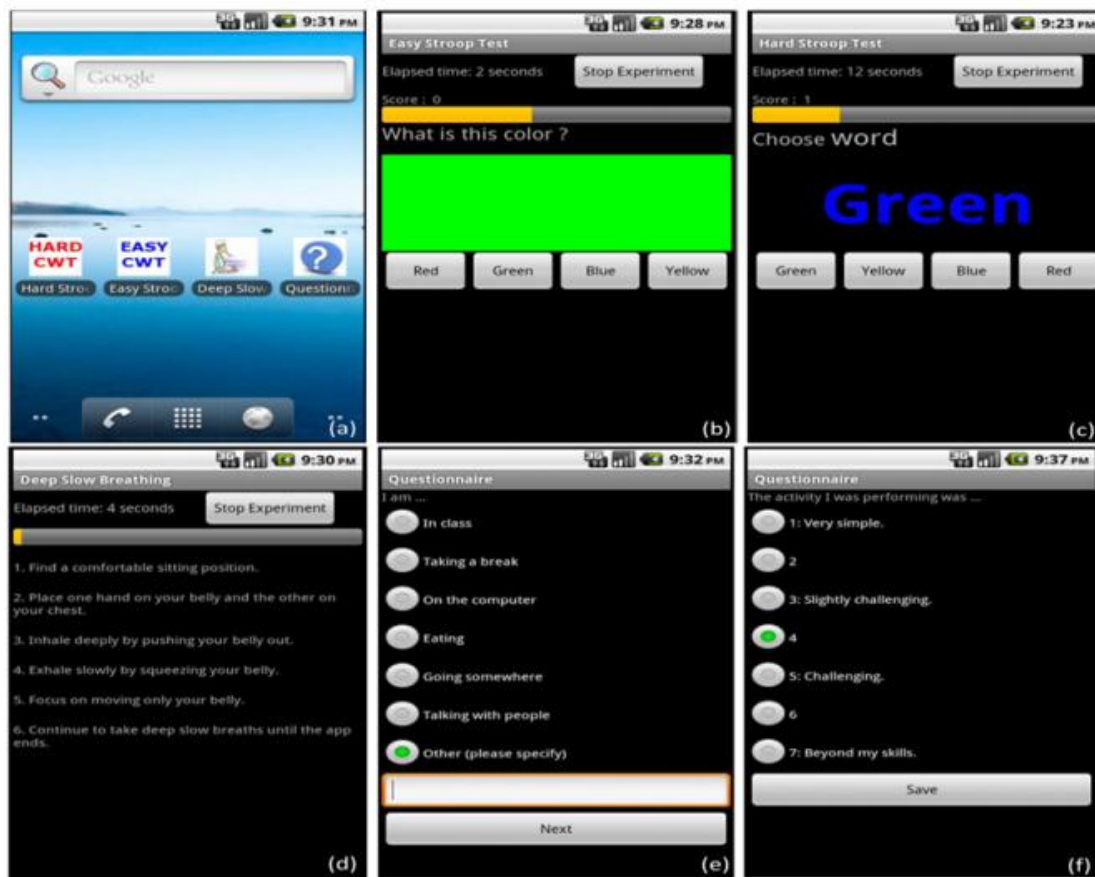 9:31 PM
Google
HARD CWT
EASY CWT
?
Hard Stro
Easy Stroo
Deep Slow
Questionn
(a)
9:28 PM
Easy Stroop Test
Elapsed time: 2 seconds
Stop Experiment
Score : 0
What is this color ?
Red
Green
Blue
Yellow
(b)
9:23 PM
Hard Stroop Test
Elapsed time: 12 seconds
Stop Experiment
Score : 1
Choose word
Green
Green
Yellow
Blue
Red
(c)
9:30 PM
Deep Slow Breathing
Elapsed time: 4 seconds
Stop Experiment
1. Find a comfortable sitting position.
2. Place one hand on your belly and the other on
your chest.
3. Inhale deeply by pushing your belly out.
4. Exhale slowly by squeezing your belly.
5. Focus on moving only your belly.
6. Continue to take deep slow breaths until the app
ends.
(d)
9:32 PM
Questionnaire
I am ...
In class
Taking a break
On the computer
Eating
Going somewhere
Talking with people
Other (please specify)
Next
(e)
9:37 PM
Questionnaire
The activity I was performing was ...
1: Very simple.
2
3: Slightly challenging.
4
5: Challenging.
6
7: Beyond my skills.
Save
(f)